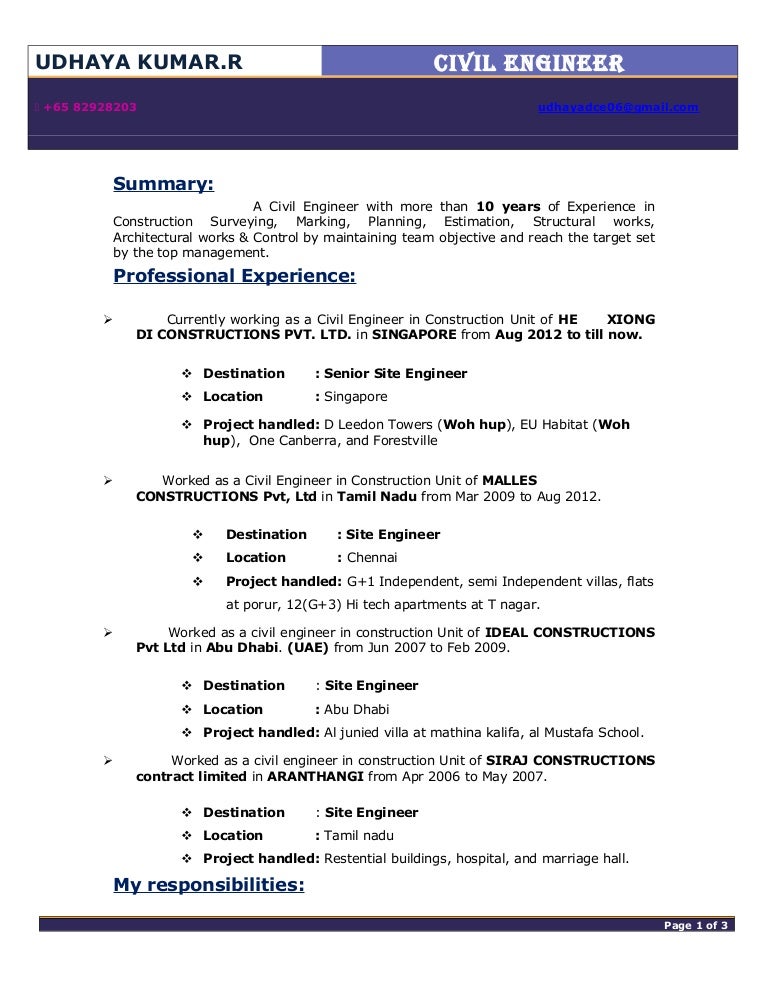 UDHAYA KUMAR.R
CIVIL ENGINEER
+65 82928203
udhayadce06@gmail.com
Summary:
A Civil Engineer with more than 10 years of Experience in
Construction Surveying, Marking, Planning, Estimation, Structural works,
Architectural works & Control by maintaining team objective and reach the target set
by the top management.
Professional Experience:
➢ Currently working as a Civil Engineer in Construction Unit of HE XIONG
DI CONSTRUCTIONS PVT. LTD. in SINGAPORE from Aug 2012 to till now.
❖ Destination : Senior Site Engineer
❖ Location : Singapore
❖ Project handled: D Leedon Towers (Woh hup), EU Habitat (Woh
hup), One Canberra, and Forestville
➢ Worked as a Civil Engineer in Construction Unit of MALLES
CONSTRUCTIONS Pvt, Ltd in Tamil Nadu from Mar 2009 to Aug 2012.
❖ Destination : Site Engineer
❖ Location : Chennai
❖ Project handled: G+1 Independent, semi Independent villas, flats
at porur, 12(G+3) Hi tech apartments at T nagar.
➢ Worked as a civil engineer in construction Unit of IDEAL CONSTRUCTIONS
Pvt Ltd in Abu Dhabi. (UAE) from Jun 2007 to Feb 2009.
❖ Destination : Site Engineer
❖ Location : Abu Dhabi
❖ Project handled: Al junied villa at mathina kalifa, al Mustafa School.
➢ Worked as a civil engineer in construction Unit of SIRAJ CONSTRUCTIONS
contract limited in ARANTHANGI from Apr 2006 to May 2007.
❖ Destination : Site Engineer
❖ Location : Tamil nadu
❖ Project handled: Restential buildings, hospital, and marriage hall.
My responsibilities:
Page 1 of 3